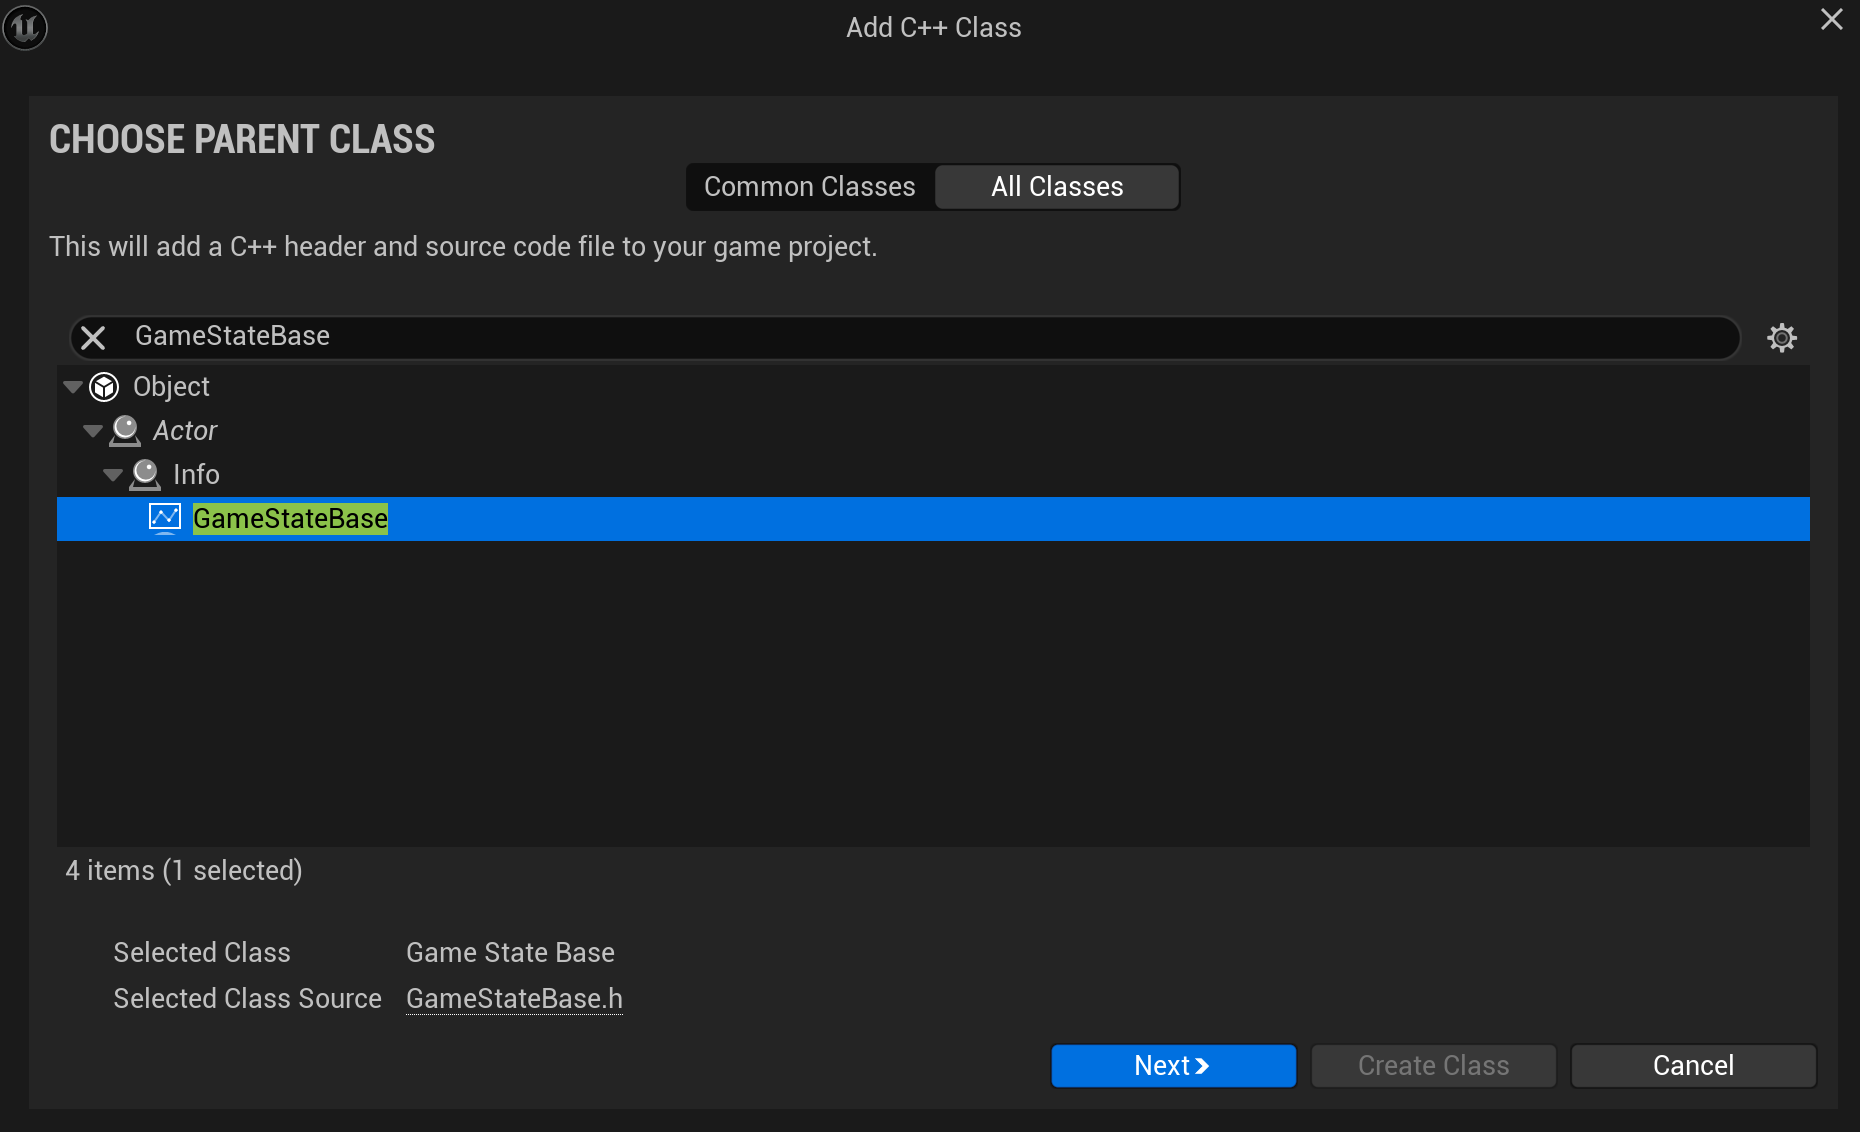 Add C++ Class
CHOOSE PARENT CLASS
Common Classes All Classes
This will add a C++ header and source code file to your game project.
GameStateBase
Object
Actor
Info
GameStateBase
4 items (1 selected)
Selected Class Game State Base
Selected Class Source GameStateBase.h
Next Create Class Cancel